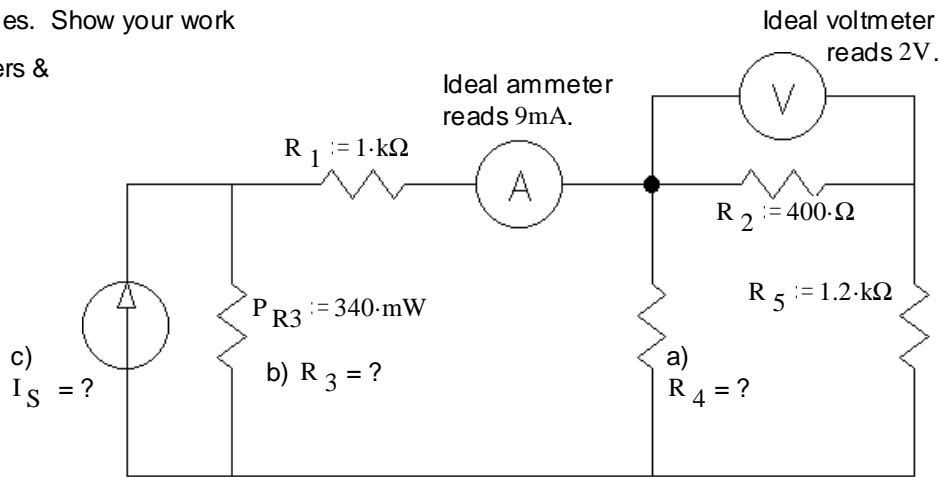 es. Show your work
ers &
Ideal voltmeter
reads 2V.
Ideal ammeter
reads 9mA.
R 1 := 1·kΩ
A
V
R 2 := 400·Ω
P R3 := 340·mW
R 5 := 1.2·kΩ
c)
I S = ?
b) R 3 = ?
a)
R 4 = ?